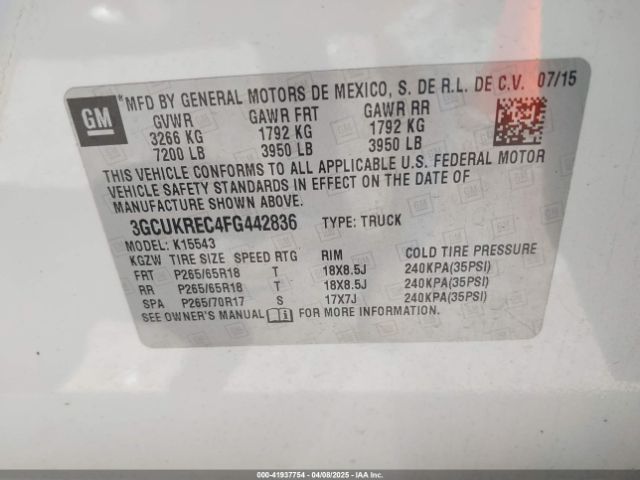 GM
*MFD BY GENERAL MOTORS DE MEXICO, S. DE R.L. DE C.V. 07/15
GVWR GAWR FRT GAWR RR
3266 KG 1792 KG 1792 KG
7200 LB 3950 LB 3950 LB
THIS VEHICLE CONFORMS TO ALL APPLICABLE U.S. FEDERAL MOTOR
VEHICLE SAFETY STANDARDS IN EFFECT ON THE DATE OF
MANUFACTURE SHOWN ABOVE.
3GCUKREC4FG442836 TYPE: TRUCK
MODEL: K15543
KGZW TIRE SIZE SPEED RTG RIM COLD TIRE PRESSURE
FRT P265/65R18 T 18X8.5J 240KPA(35PSI)
RR P265/65R18 T 18X8.5J 240KPA(35PSI)
SPA P265/70R17 S 17X7J 240KPA(35PSI)
SEE OWNER'S MANUAL FOR MORE INFORMATION.
000-41937754 | 04/08/2025 - IAAI.COM